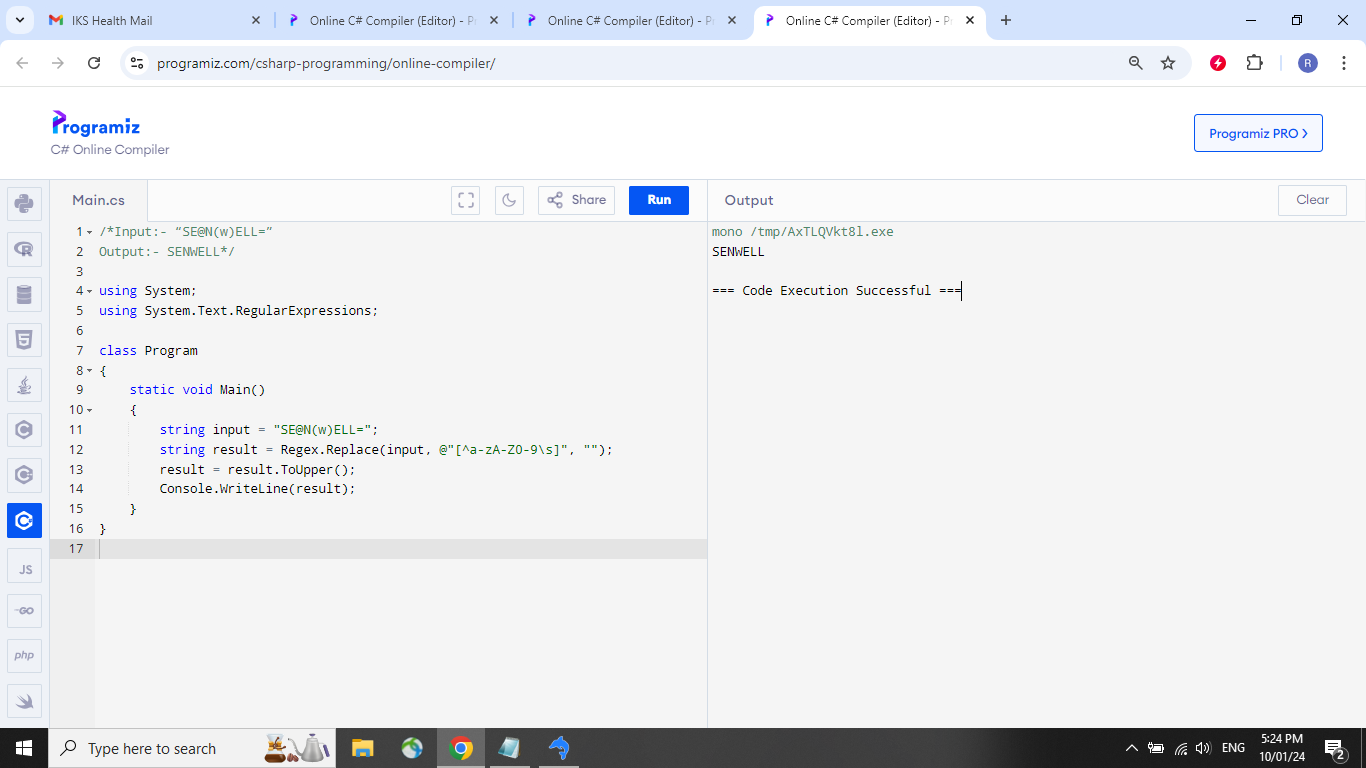 IKS Health Mail
Online C# Compiler (Editor) - P
Online C# Compiler (Editor) - P
Online C# Compiler (Editor) - P
programiz.com/csharp-programming/online-compiler/
R
Programiz
C# Online Compiler
Programiz PRO >
Main.cs
Share
Run
Output
Clear
1 /*Input:- “SE@N(w)ELL=”
2 Output:- SENWELL*/
3
4 using System;
5 using System.Text.RegularExpressions;
6
7 class Program
8 {
9     static void Main()
10     {
11         string input = "SE@N(w)ELL=";
12         string result = Regex.Replace(input, @"[^a-zA-Z0-9\s]", "");
13         result = result.ToUpper();
14         Console.WriteLine(result);
15     }
16 }
17
mono /tmp/AxTLQVkt8l.exe
SENWELL
=== Code Execution Successful ===
JS
GO
php
Type here to search
ENG
5:24 PM
10/01/24
2